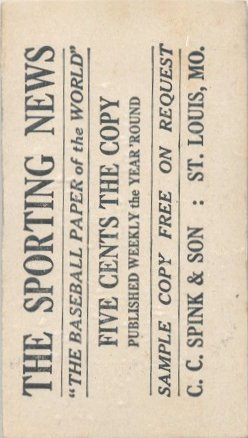 THE SPORTING NEWS
"THE BASEBALL PAPER of the WORLD"
FIVE CENTS THE COPY
PUBLISHED WEEKLY the YEAR 'ROUND
SAMPLE COPY FREE ON REQUEST
C. C. SPINK & SON : ST. LOUIS, MO.